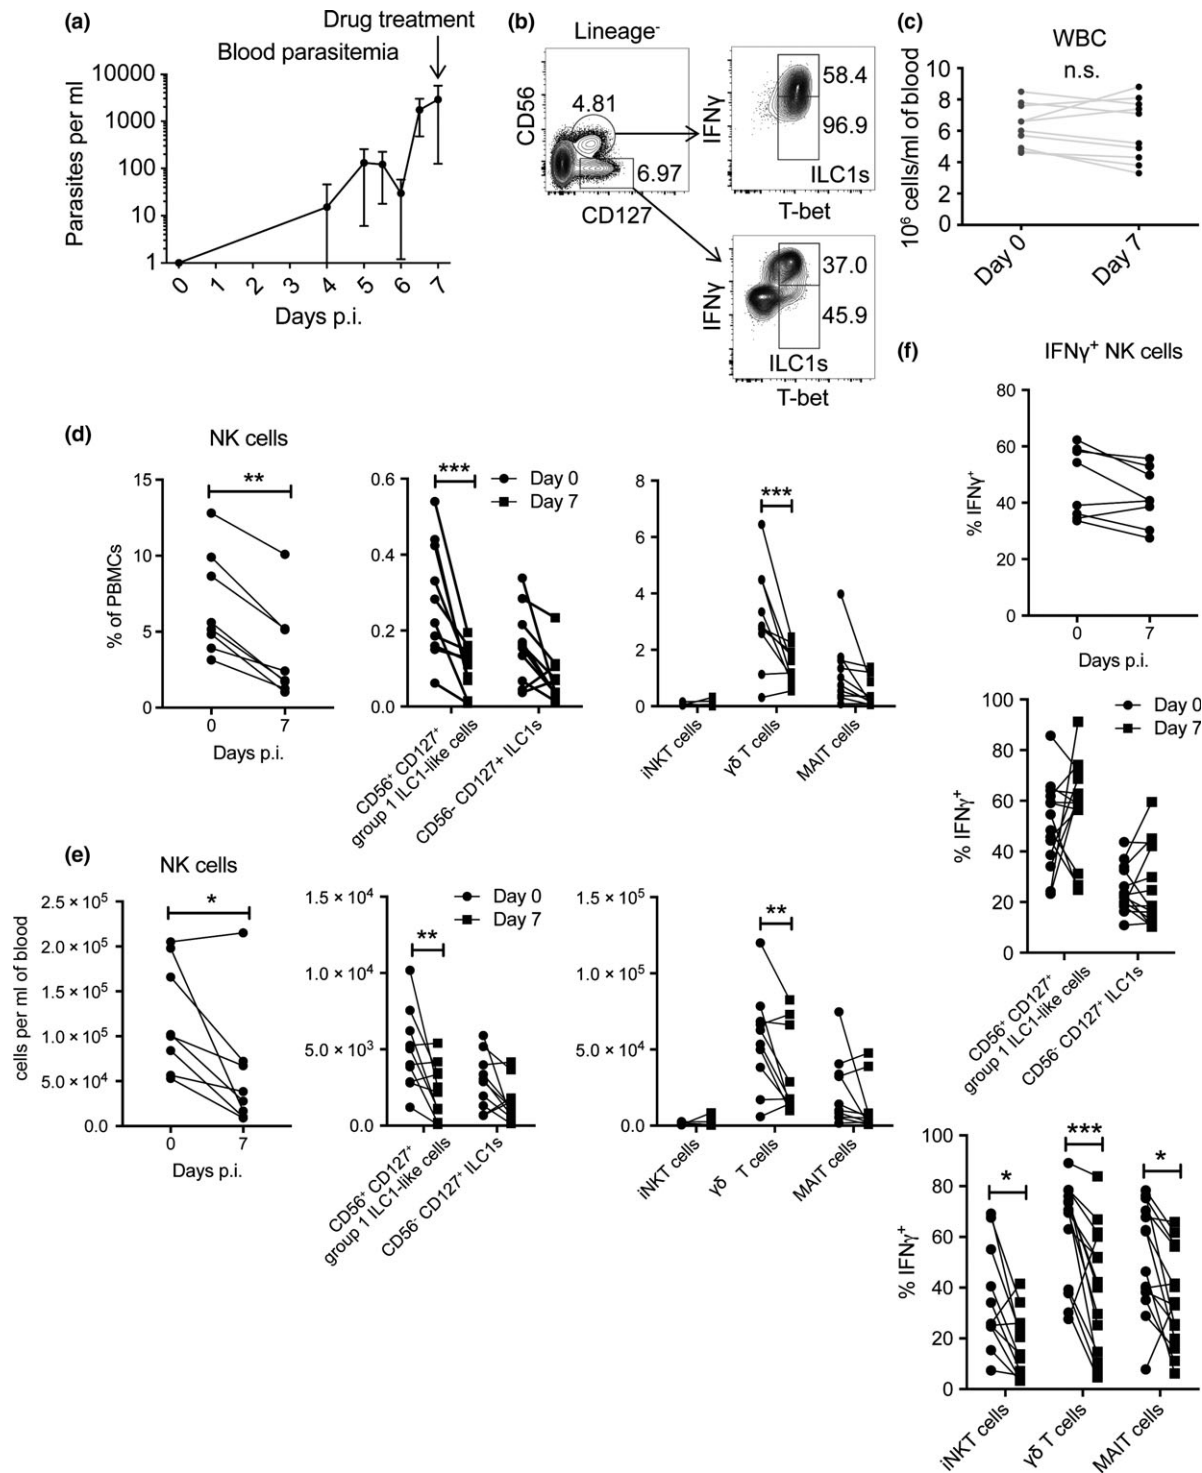 (a)
Drug treatment
Blood parasitemia
Parasites per ml
10000
1000
100
10
1
0 1 2 3 4 5 6 7
Days p.i.
(b)
Lineage-
CD56
4.81
6.97
CD127
IFNγ
58.4
96.9
ILC1s
T-bet
IFNγ
37.0
45.9
ILC1s
T-bet
(c)
WBC
n.s.
10⁶ cells/ml of blood
10
8
6
4
2
0
Day 0
Day 7
(d)
NK cells
**
% of PBMCs
15
10
5
0
0 7
Days p.i.
***
Day 0
Day 7
0.6
0.4
0.2
0.0
CD56⁺ CD127⁺
group 1 ILC1-like cells
CD56- CD127+ ILC1s
***
8
6
4
2
0
iNKT cells
γδ T cells
MAIT cells
(e)
NK cells
*
cells per ml of blood
2.5 × 10⁵
2.0 × 10⁵
1.5 × 10⁵
1.0 × 10⁵
5.0 × 10⁴
0.0
0 7
Days p.i.
Day 0
Day 7
**
1.5 × 10⁴
1.0 × 10⁴
5.0 × 10³
0.0
CD56⁺ CD127⁺
group 1 ILC1-like cells
CD56⁻ CD127⁺ ILC1s
**
1.5 × 10⁵
1.0 × 10⁵
5.0 × 10⁴
0.0
iNKT cells
γδ T cells
MAIT cells
(f)
IFNγ⁺ NK cells
% IFNγ⁺
80
60
40
20
0
0 7
Days p.i.
Day 0
Day 7
% IFNγ⁺
100
80
60
40
20
0
CD56⁺ CD127⁺
group 1 ILC1-like cells
CD56⁻ CD127⁺ ILC1s
% IFNγ⁺
100
80
60
40
20
0
*
***
*
iNKT cells
γδ T cells
MAIT cells